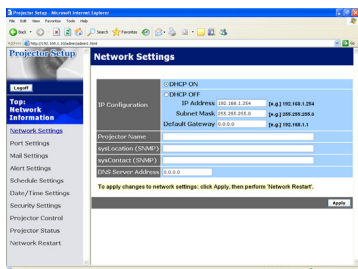 Projector Setup - Microsoft Internet Explorer
File Edit View Favorites Tools Help
Back Search Favorites
Go
Projector Setup
Logoff
Top:
Network
Information
Network Settings
Port Settings
Mail Settings
Alert Settings
Schedule Settings
Date/Time Settings
Security Settings
Projector Control
Projector Status
Network Restart
Network Settings
IP Configuration
DHCP ON
DHCP OFF
IP Address 192.168.1.254 [e.g.] 192.168.1.254
Subnet Mask 255.255.255.0 [e.g.] 255.255.255.0
Default Gateway 0.0.0.0 [e.g.] 192.168.1.1
Projector Name
sysLocation (SNMP)
sysContact (SNMP)
DNS Server Address 0.0.0.0
To apply changes to network settings: click Apply, then perform 'Network Restart'.
Apply